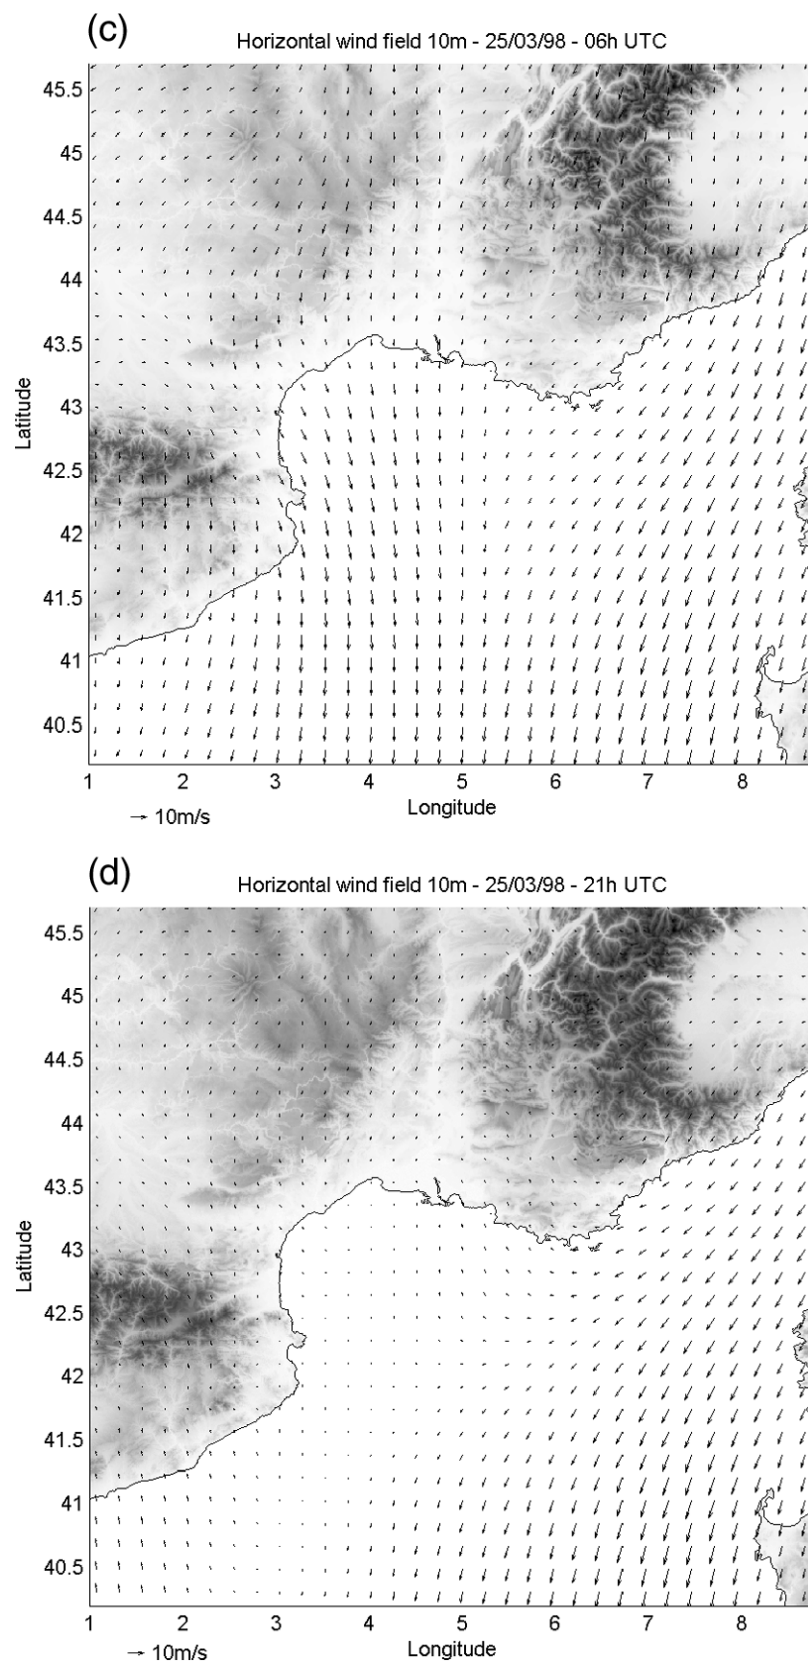 (c)
Horizontal wind field 10m - 25/03/98 - 06h UTC
45.5
45
44.5
44
43.5
43
42.5
42
41.5
41
40.5
Latitude
1 2 3 4 5 6 7 8
Longitude
10m/s
(d)
Horizontal wind field 10m - 25/03/98 - 21h UTC
45.5
45
44.5
44
43.5
43
42.5
42
41.5
41
40.5
Latitude
1 2 3 4 5 6 7 8
Longitude
10m/s